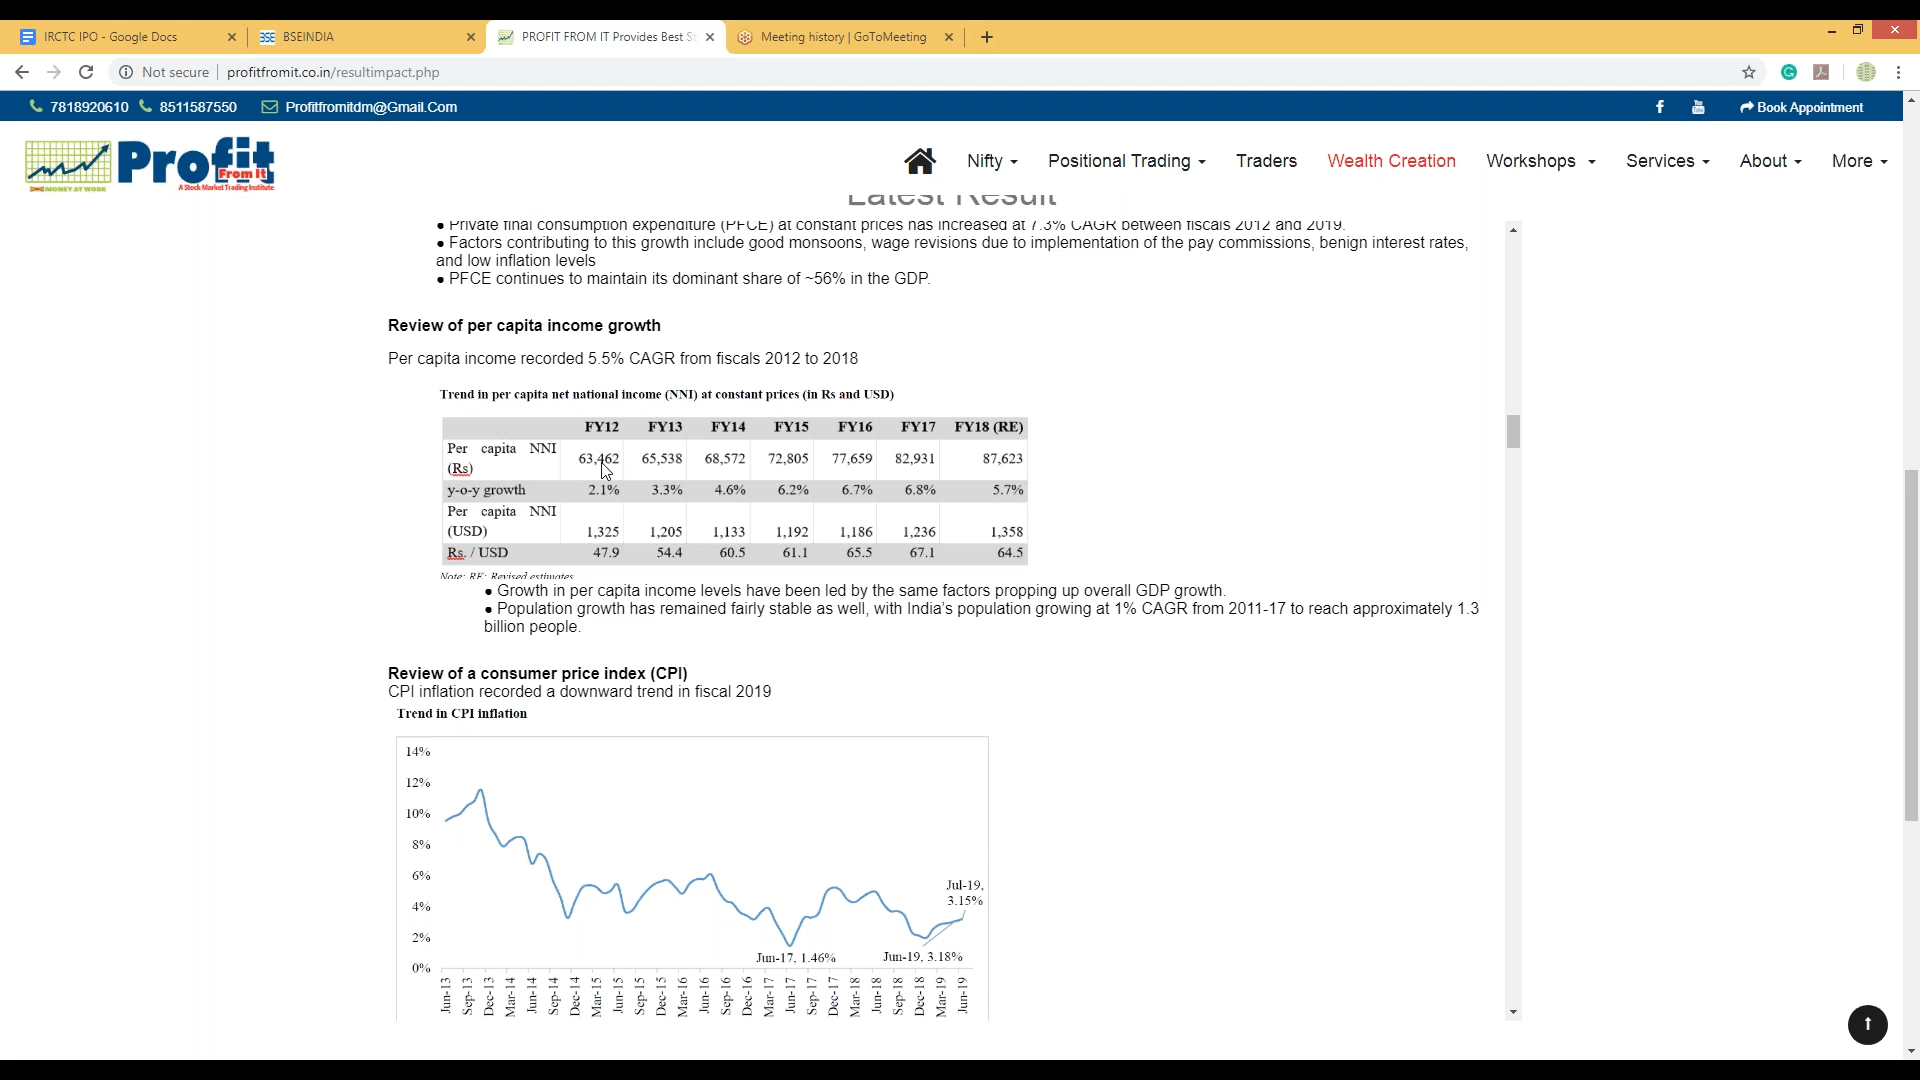 IRCTC IPO - Google Docs
BSEINDIA
PROFIT FROM IT Provides Best S
Meeting history | GoToMeeting
Not secure
profitfromit.co.in/resultimpact.php
7818920610
8511587550
Profitfromitdm@Gmail.Com
You Tube
Book Appointment
Profit
From It
MONEY AT WORK
A Stock Market Trading Institute
Nifty
Positional Trading
Traders
Wealth Creation
Workshops
Services
About
More
Latest Result
● Private final consumption expenditure (PFCE) at constant prices has increased at 7.3% CAGR between fiscals 2012 and 2019.
● Factors contributing to this growth include good monsoons, wage revisions due to implementation of the pay commissions, benign interest rates,
and low inflation levels
● PFCE continues to maintain its dominant share of ~56% in the GDP.
Review of per capita income growth
Per capita income recorded 5.5% CAGR from fiscals 2012 to 2018
Trend in per capita net national income (NNI) at constant prices (in Rs and USD)
FY12 FY13 FY14 FY15 FY16 FY17 FY18 (RE)
Per capita NNI
(Rs)
63,462 65,538 68,572 72,805 77,659 82,931 87,623
y-o-y growth 2.1% 3.3% 4.6% 6.2% 6.7% 6.8% 5.7%
Per capita NNI
(USD) 1,325 1,205 1,133 1,192 1,186 1,236 1,358
Rs. / USD 47.9 54.4 60.5 61.1 65.5 67.1 64.5
Note: RE: Revised estimates
● Growth in per capita income levels have been led by the same factors propping up overall GDP growth.
● Population growth has remained fairly stable as well, with India's population growing at 1% CAGR from 2011-17 to reach approximately 1.3
billion people.
Review of a consumer price index (CPI)
CPI inflation recorded a downward trend in fiscal 2019
Trend in CPI inflation
14%
12%
10%
8%
6%
4%
2%
0%
Jul-19,
3.15%
Jun-17, 1.46%
Jun-19, 3.18%
Jun-13 Sep-13 Dec-13 Mar-14 Jun-14 Sep-14 Dec-14 Mar-15 Jun-15 Sep-15 Dec-15 Mar-16 Jun-16 Sep-16 Dec-16 Mar-17 Jun-17 Sep-17 Dec-17 Mar-18 Jun-18 Sep-18 Dec-18 Mar-19 Jun-19